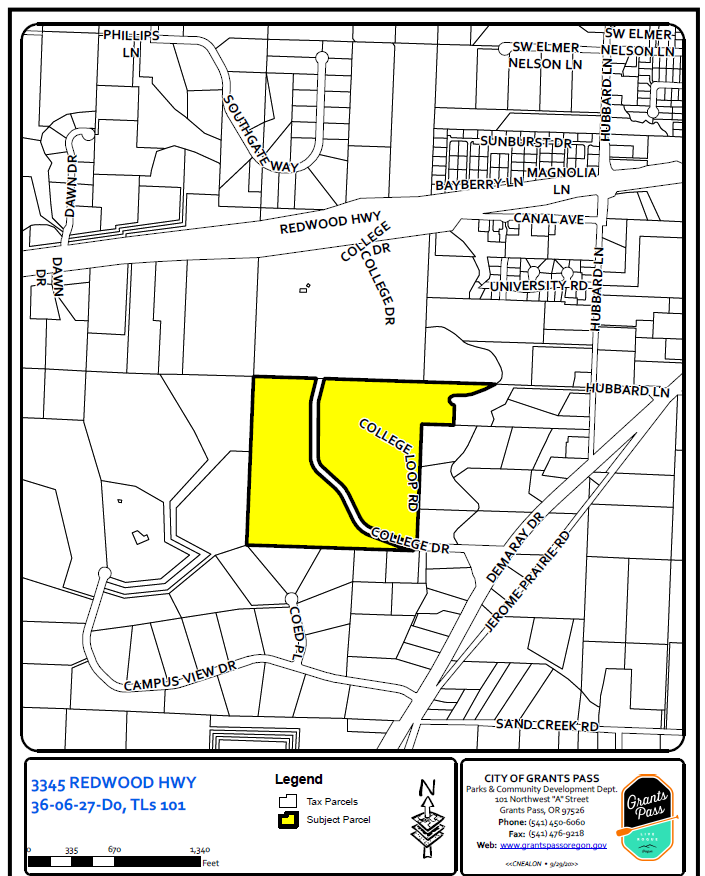 PHILLIPS
LN
SW ELMER
NELSON LN
SW ELMER
NELSON LN
HUBBARD LN
SOUTHGATE WAY
DAWN DR
SUNBURST DR
MAGNOLIA
LN
BAYBERRY LN
REDWOOD HWY
COLLEGE
DR
CANAL AVE
COLLEGE DR
DAWN
DR
UNIVERSITY RD
HUBBARD LN
HUBBARD LN
COLLEGE
LOOP RD
COLLEGE DR
DEMARAY DR
JEROME PRAIRIE RD
COED PL
CAMPUS VIEW DR
SAND CREEK RD
3345 REDWOOD HWY
36-06-27-D0, TLs 101
0 335 670 1,340
Feet
Legend
Tax Parcels
Subject Parcel
N
CITY OF GRANTS PASS
Parks & Community Development Dept.
101 Northwest "A" Street
Grants Pass, OR 97526
Phone: (541) 450-6060
Fax: (541) 476-9218
Web: www.grantspassoregon.gov
<<CNEALON • 9/29/20>>
Grants
Pass
LIFE
ROGUE